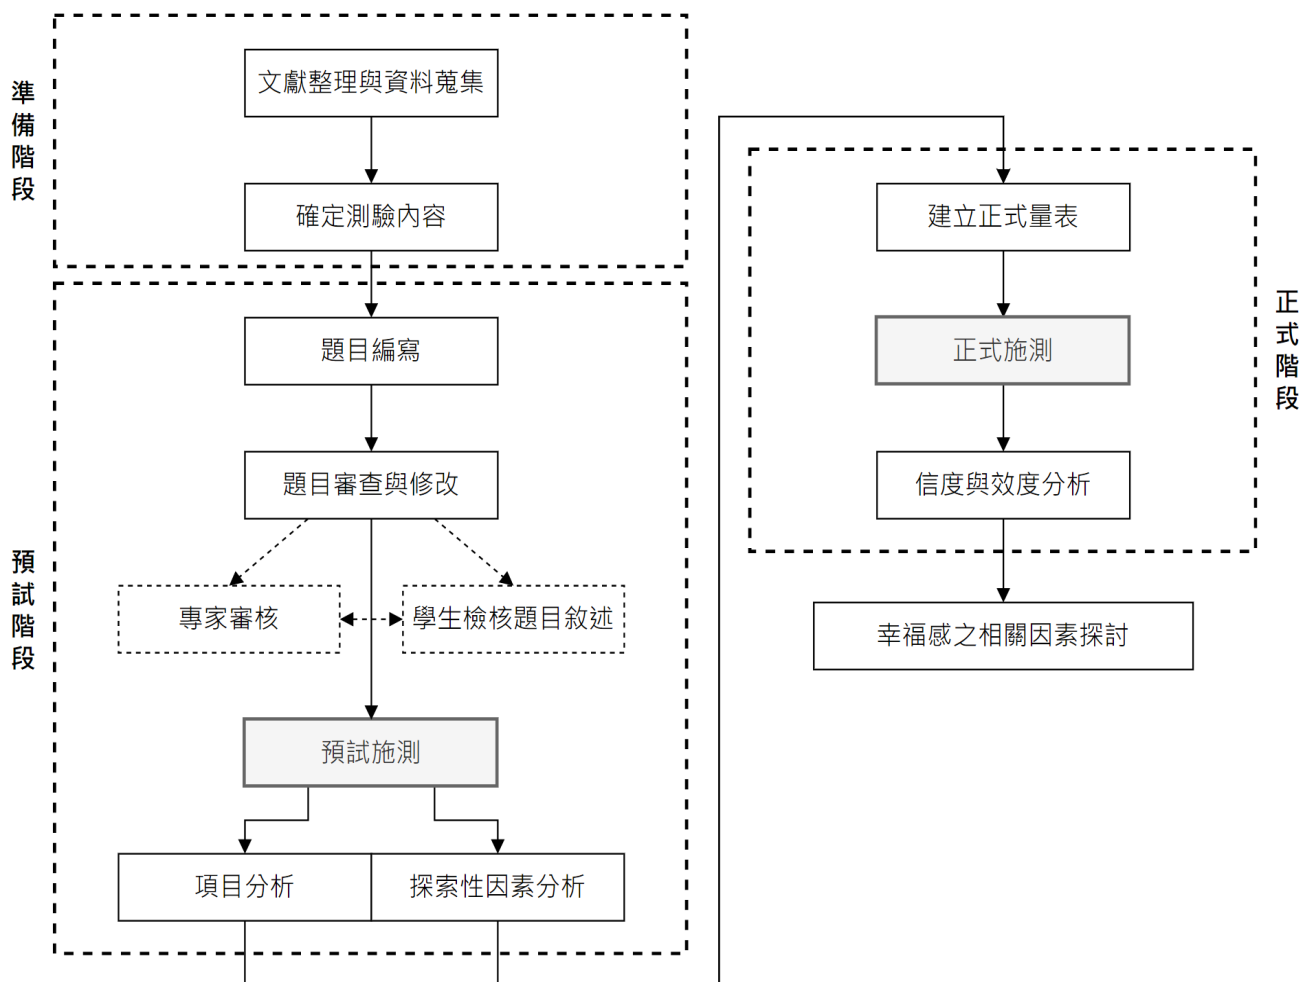 準備階段
文獻整理與資料蒐集
確定測驗內容
預試階段
題目編寫
題目審查與修改
專家審核
學生檢核題目敘述
預試施測
項目分析
探索性因素分析
正式階段
建立正式量表
正式施測
信度與效度分析
幸福感之相關因素探討